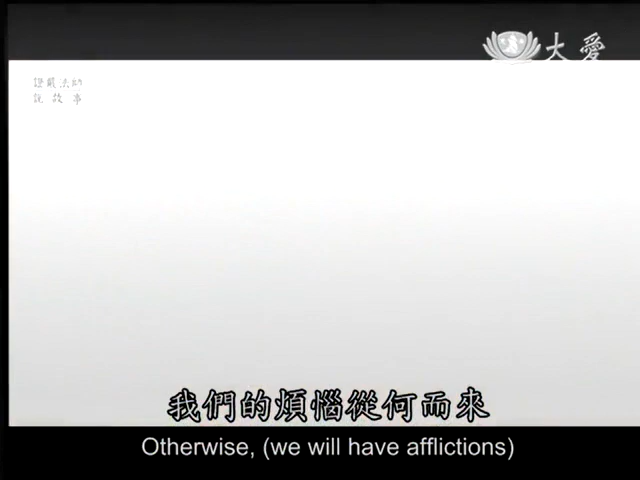 大愛
證嚴法師
說故事
我們的煩惱從何而來
Otherwise, (we will have afflictions)